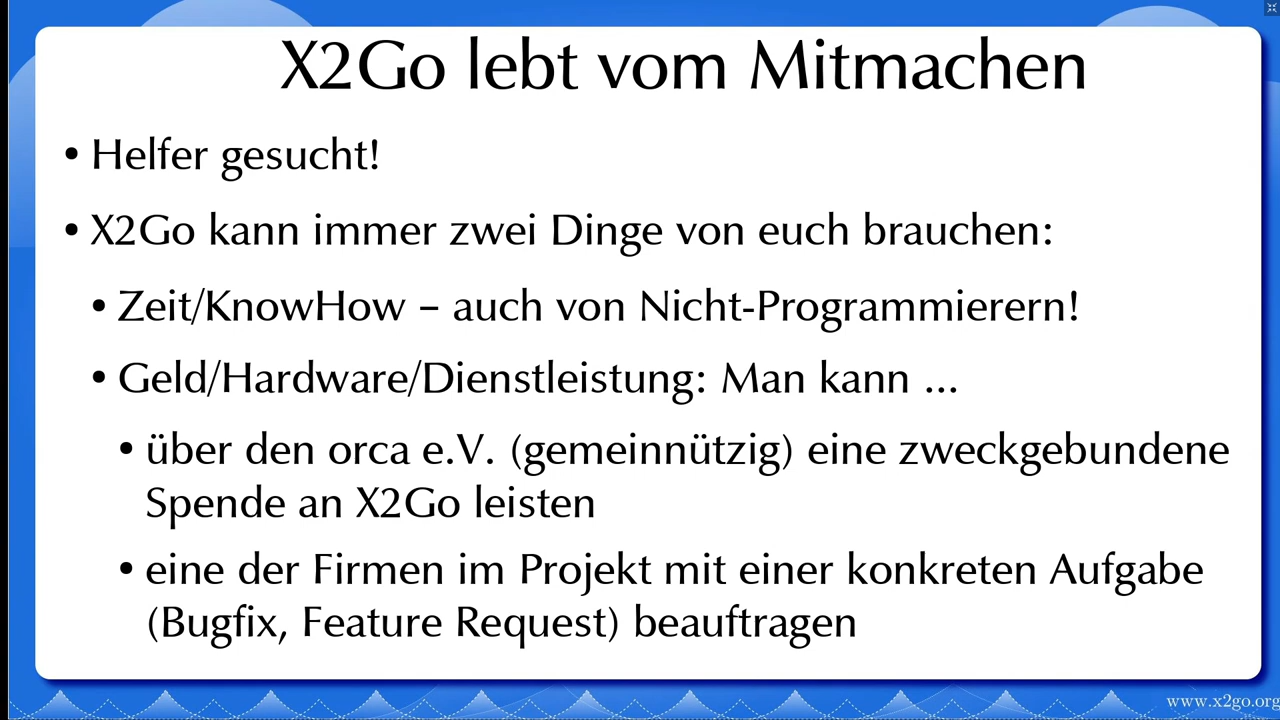 X2Go lebt vom Mitmachen
• Helfer gesucht!
• X2Go kann immer zwei Dinge von euch brauchen:
• Zeit/KnowHow – auch von Nicht-Programmierern!
• Geld/Hardware/Dienstleistung: Man kann ...
• über den orca e.V. (gemeinnützig) eine zweckgebundene
Spende an X2Go leisten
• eine der Firmen im Projekt mit einer konkreten Aufgabe
(Bugfix, Feature Request) beauftragen
www.x2go.org